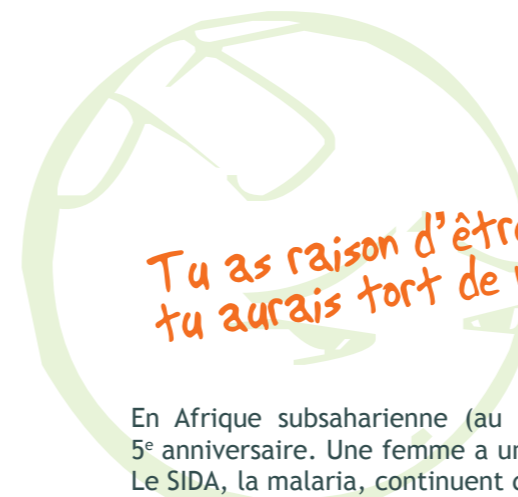 Tu as raison d'être
tu aurais tort de
En Afrique subsaharienne (au
5e anniversaire. Une femme a un
Le SIDA, la malaria, continuent